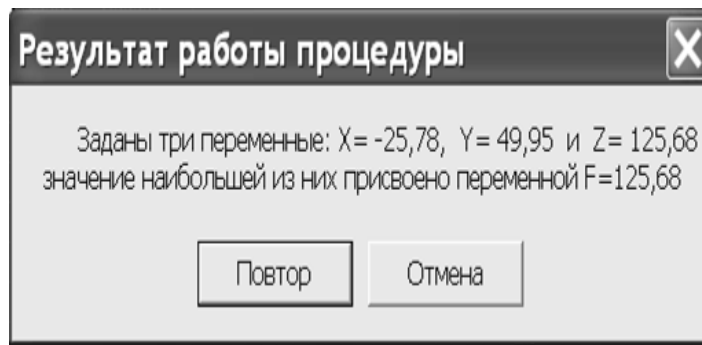 Результат работы процедуры
Заданы три переменные: X= -25,78, Y= 49,95 и Z= 125,68
значение наибольшей из них присвоено переменной F=125,68
Повтор Отмена